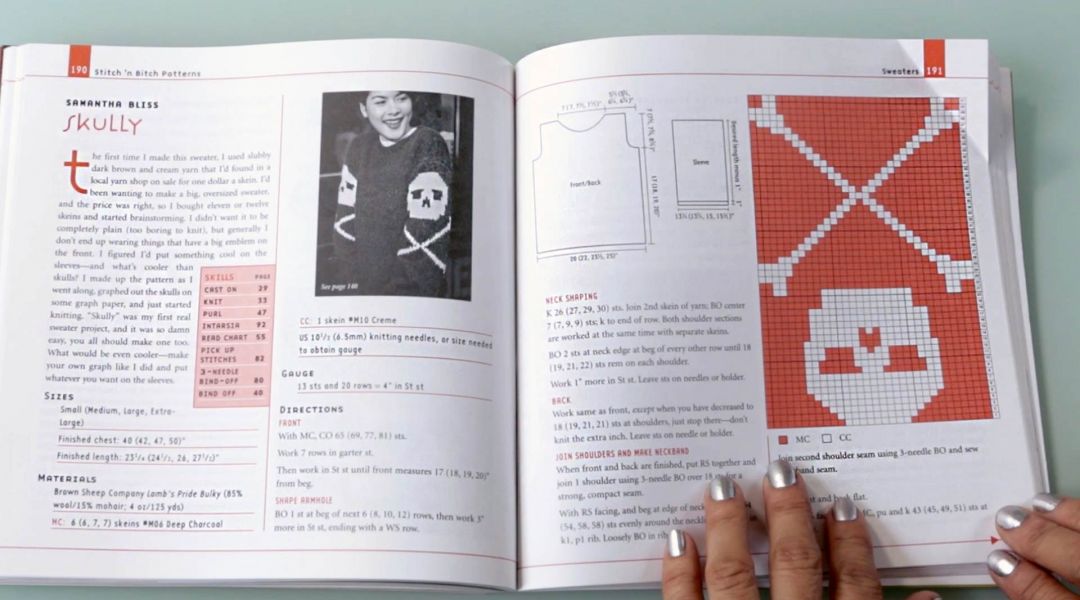 190 Stitch 'n Bitch Patterns
SAMANTHA BLISS
SKULLY
The first time I made this sweater, I used slubby
dark brown and cream yarn that I'd found in a
local yarn shop on sale for one dollar a skein. I'd
been wanting to make a big, oversized sweater,
and the price was right, so I bought eleven or twelve
skeins and started brainstorming. I didn't want it to be
completely plain (too boring to knit), but generally I
don't end up wearing things that have a big emblem on
the front. I figured I'd put something cool on the
sleeves—and what's cooler than
skulls? I made up the pattern as I
went along, graphed out the skulls on
some graph paper, and just started
knitting. "Skully" was my first real
sweater project, and it was so damn
easy, you all should make one too.
What would be even cooler—make
your own graph like I did and put
whatever you want on the sleeves.
SKILLS PAGE
CAST ON 29
KNIT 33
PURL 47
INTARSIA 92
READ CHART 55
PICK UP
STITCHES 82
3-NEEDLE
BIND-OFF 80
BIND OFF 40
SIZES
Small (Medium, Large, Extra-
Large)
Finished chest: 40 (42, 47, 50)"
Finished length: 23 1/4 (24 1/2, 26, 27 1/2)"
MATERIALS
Brown Sheep Company Lamb's Pride Bulky (85%
wool/15% mohair; 4 oz/125 yds)
MC: 6 (6, 7, 7) skeins #M06 Deep Charcoal
See page 140
CC: 1 skein #M10 Creme
US 10 1/2 (6.5mm) knitting needles, or size needed
to obtain gauge
GAUGE
13 sts and 20 rows = 4" in St st
DIRECTIONS
FRONT
With MC, CO 65 (69, 77, 81) sts.
Work 7 rows in garter st.
Then work in St st until front measures 17 (18, 19, 20)"
from beg.
SHAPE ARMHOLE
BO 1 st at beg of next 6 (8, 10, 12) rows, then work 3"
more in St st, ending with a WS row.
Sweaters 191
Front/Back
Sleeve
Desired length minus 1"
1"
17 (18, 19, 20)"
NECK SHAPING
K 26 (27, 29, 30) sts. Join 2nd skein of yarn; BO center
7 (7, 9, 9) sts; k to end of row. Both shoulder sections
are worked at the same time with separate skeins.
BO 2 sts at neck edge at beg of every other row until 18
(19, 21, 22) sts rem on each shoulder.
Work 1" more in St st. Leave sts on needles or holder.
BACK
Work same as front, except when you have decreased to
18 (19, 21, 21) sts at shoulders, just stop there—don't
knit the extra inch. Leave sts on needle or holder.
JOIN SHOULDERS AND MAKE NECKBAND
When front and back are finished, put RS together and
join 1 shoulder using 3-needle BO over 18 sts for a
strong, compact seam.
With RS facing, and beg at edge of neck
(54, 58, 58) sts evenly around the neckli
k1, p1 rib. Loosely BO in rib
MC CC
Join second shoulder seam using 3-needle BO and sew
band seam.
st and back flat.
MC, pu and k 43 (45, 49, 51) sts at